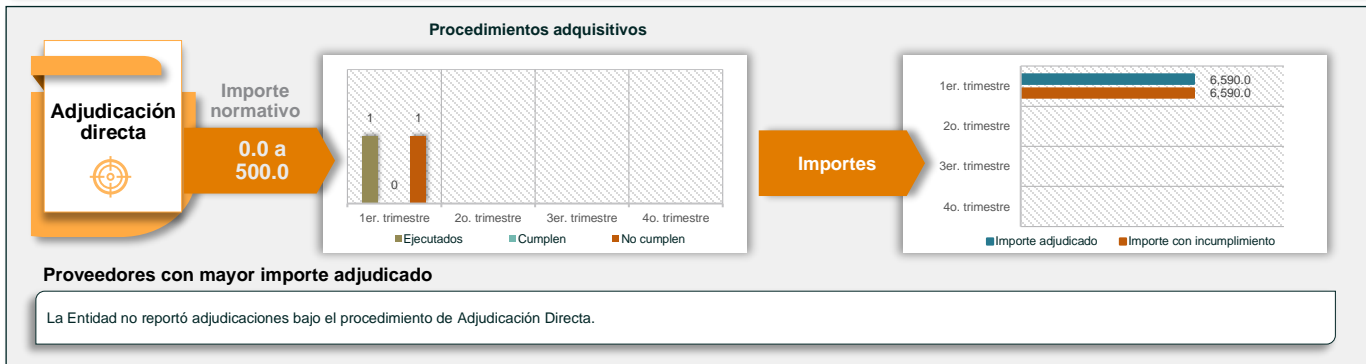 Procedimientos adquisitivos
Adjudicación
directa
Importe
normativo
0.0 a
500.0
1
0
1
1er. trimestre
2o. trimestre
3er. trimestre
4o. trimestre
Ejecutados
Cumplen
No cumplen
Importes
1er. trimestre
2o. trimestre
3er. trimestre
4o. trimestre
6,590.0
6,590.0
Importe adjudicado
Importe con incumplimiento
Proveedores con mayor importe adjudicado
La Entidad no reportó adjudicaciones bajo el procedimiento de Adjudicación Directa.